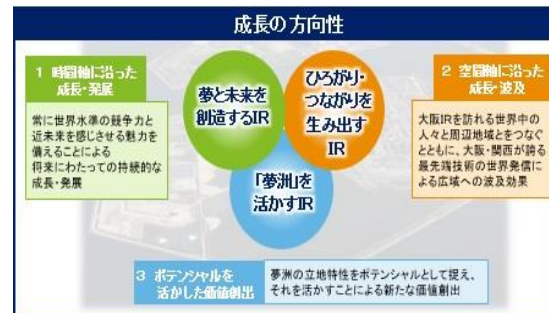 成長の方向性
1 時間軸に沿った
成長・発展
常に世界水準の競争力と
近未来を感じさせる魅力を
備えることによる
将来にわたっての持続的な
成長・発展
夢と未来を
創造するIR
ひろがり・
つながりを
生み出す
IR
「夢洲」を
活かすIR
2 空間軸に沿った
成長・波及
大阪IRを訪れる世界中の
人々と周辺地域とをつなぐ
とともに、大阪・関西が誇る
最先端技術の世界発信に
よる広域への波及効果
3 ポテンシャルを
活かした価値創出
夢洲の立地特性をポテンシャルとして捉え、
それを活かすことによる新たな価値創出